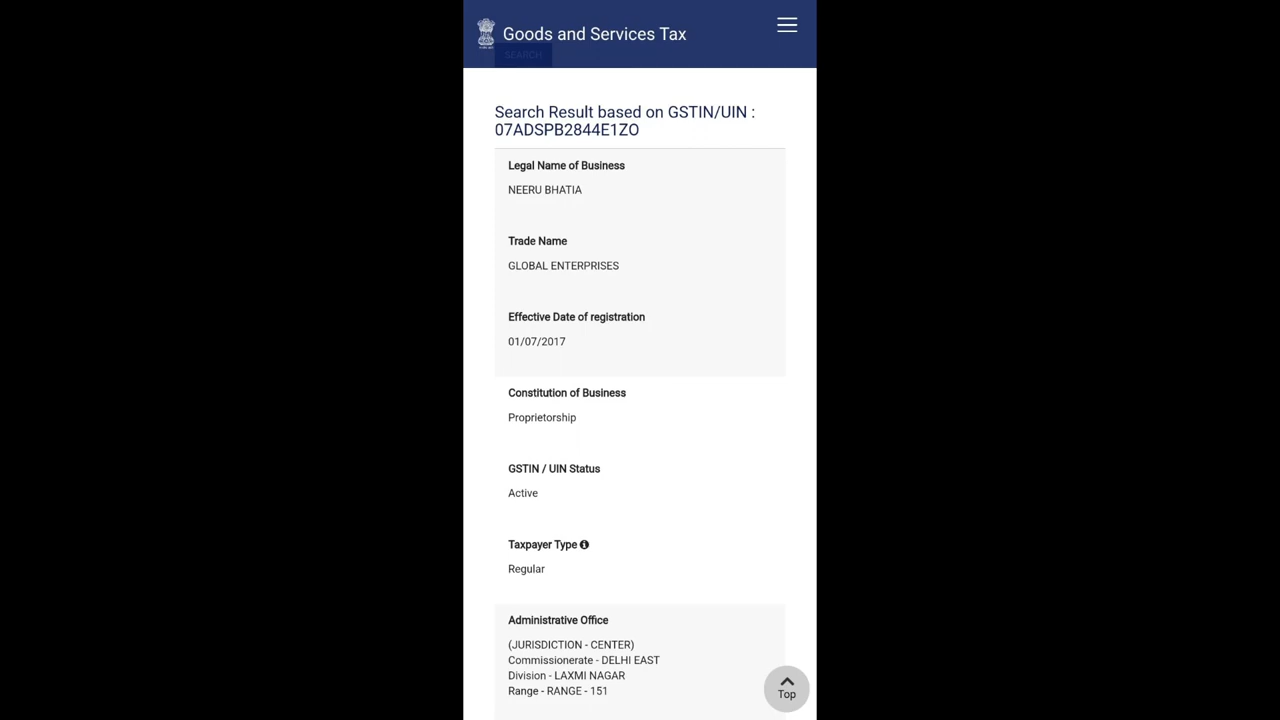 Goods and Services Tax
SEARCH
Search Result based on GSTIN/UIN :
07ADSPB2844E1ZO
Legal Name of Business
NEERU BHATIA
Trade Name
GLOBAL ENTERPRISES
Effective Date of registration
01/07/2017
Constitution of Business
Proprietorship
GSTIN / UIN Status
Active
Taxpayer Type
Regular
Administrative Office
(JURISDICTION - CENTER)
Commissionerate - DELHI EAST
Division - LAXMI NAGAR
Range - RANGE - 151
Top